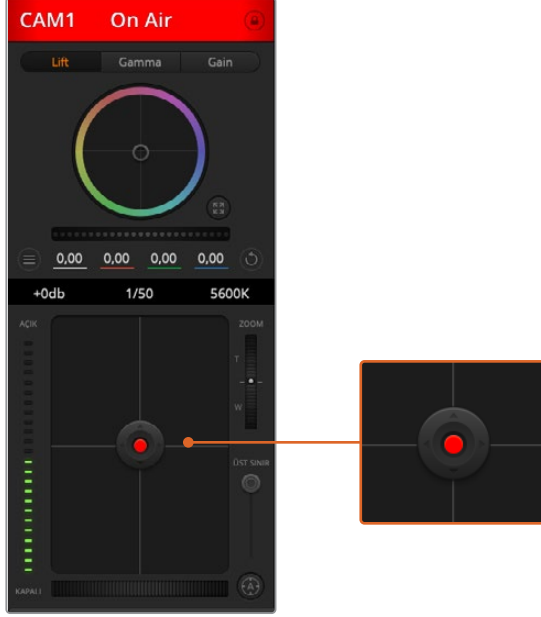 CAM1 On Air
Lift Gamma Gain
0,00 0,00 0,00 0,00
+0db 1/50 5600K
AÇIK ZOOM
T
W
ÜST SINIR
KAPALI A